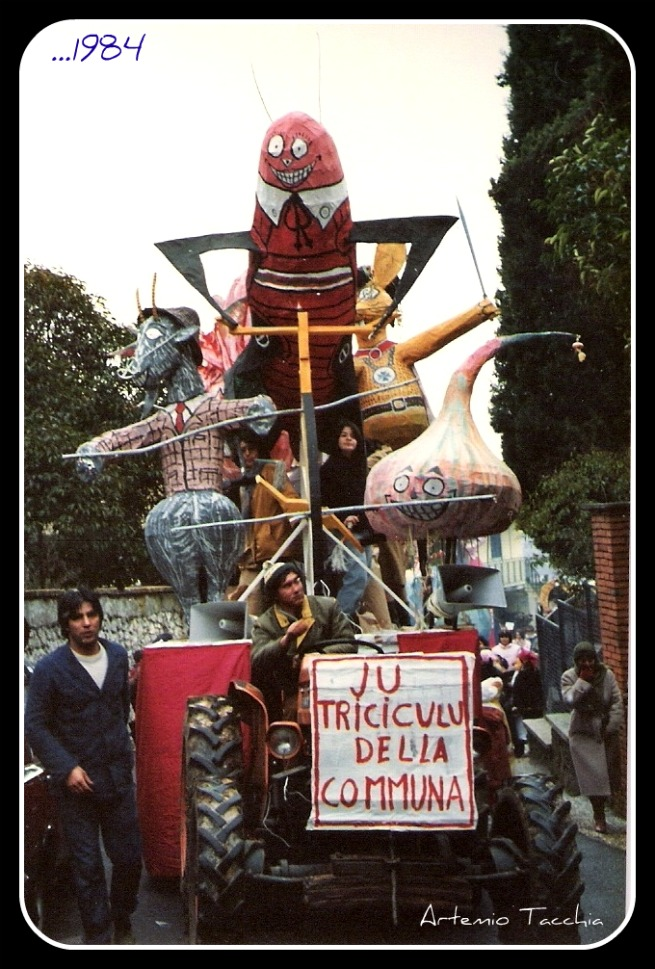 ...1984
JU
TRICICULU
DELLA
COMMUNA
Artemio Tacchia